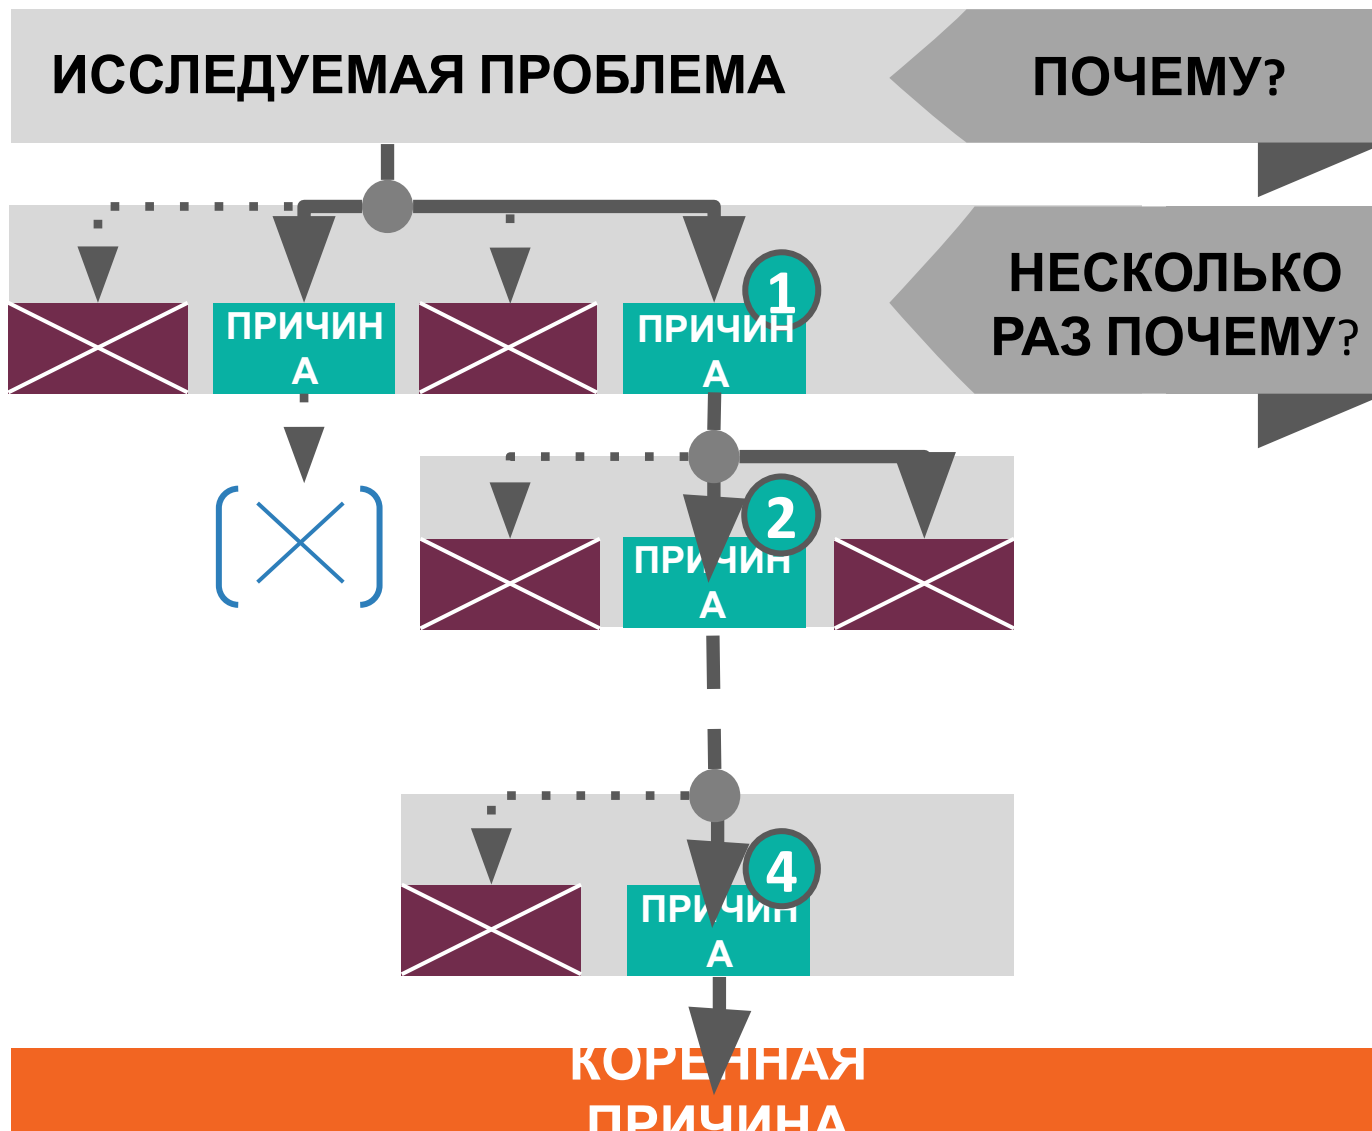 ИССЛЕДУЕМАЯ ПРОБЛЕМА
ПОЧЕМУ?
НЕСКОЛЬКО
РАЗ ПОЧЕМУ?
1
ПРИЧИН
А
ПРИЧИН
А
2
ПРИЧИН
А
4
ПРИЧИН
А
КОРЕННАЯ
ПРИЧИНА